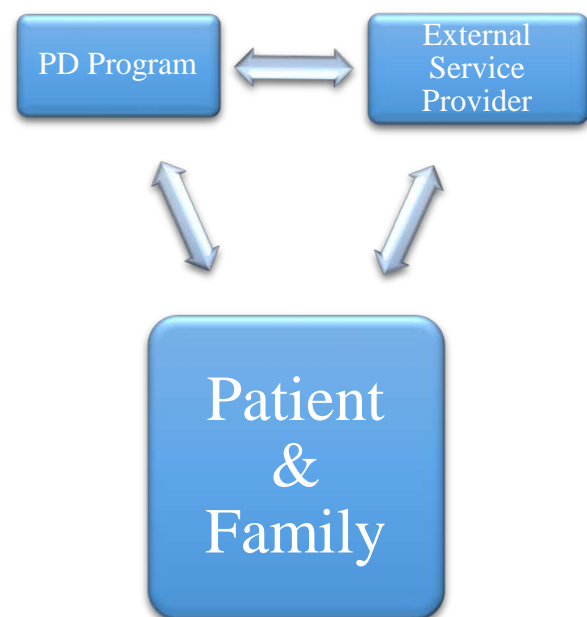 PD Program
External
Service
Provider
Patient
&
Family